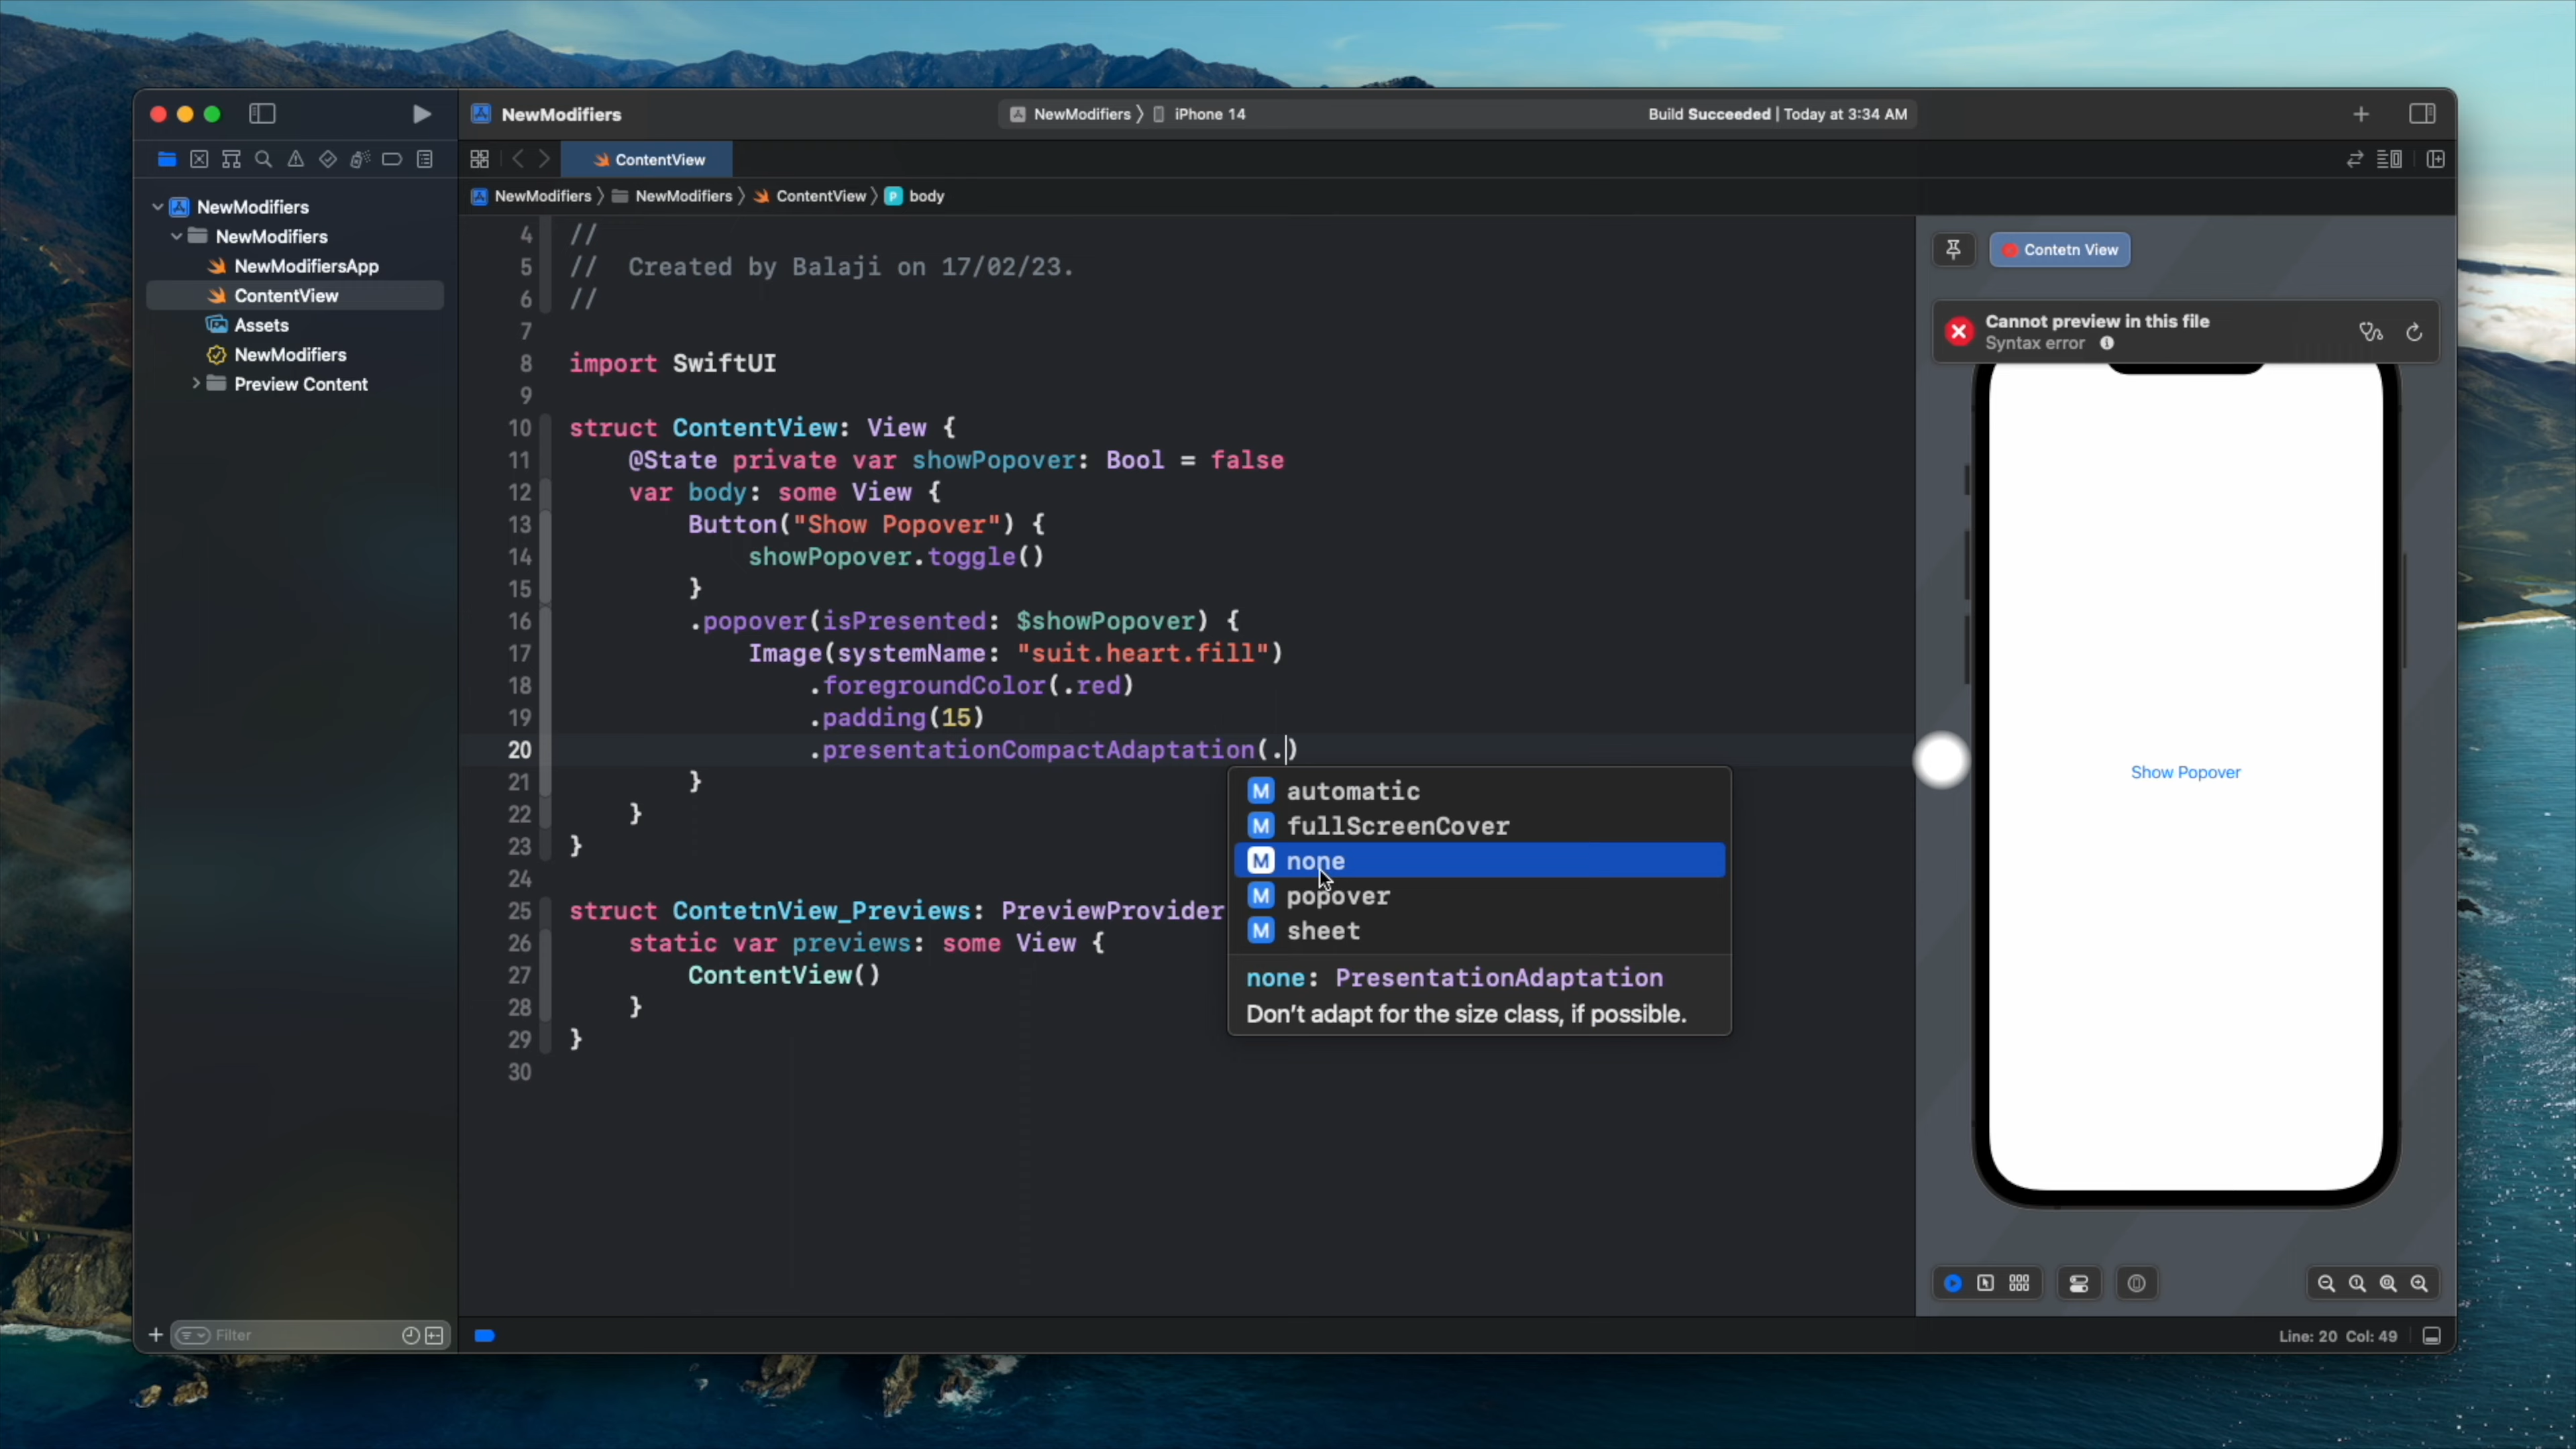 NewModifiers
NewModifiers 〉 iPhone 14
Build Succeeded | Today at 3:34 AM
ContentView
NewModifiers 〉 NewModifiers 〉 ContentView 〉 P body
NewModifiers
NewModifiers
NewModifiersApp
ContentView
Assets
NewModifiers
Preview Content
4 //
5 //  Created by Balaji on 17/02/23.
6 //
7
8 import SwiftUI
9
10 struct ContentView: View {
11     @State private var showPopover: Bool = false
12     var body: some View {
13         Button("Show Popover") {
14             showPopover.toggle()
15         }
16         .popover(isPresented: $showPopover) {
17             Image(systemName: "suit.heart.fill")
18                 .foregroundColor(.red)
19                 .padding(15)
20                 .presentationCompactAdaptation(.)
21         }
22     }
23 }
24
25 struct ContetnView_Previews: PreviewProvider
26     static var previews: some View {
27         ContentView()
28     }
29 }
30
M automatic
M fullScreenCover
M none
M popover
M sheet
none: PresentationAdaptation
Don't adapt for the size class, if possible.
Contetn View
Cannot preview in this file
Syntax error
Show Popover
Filter
Line: 20 Col: 49